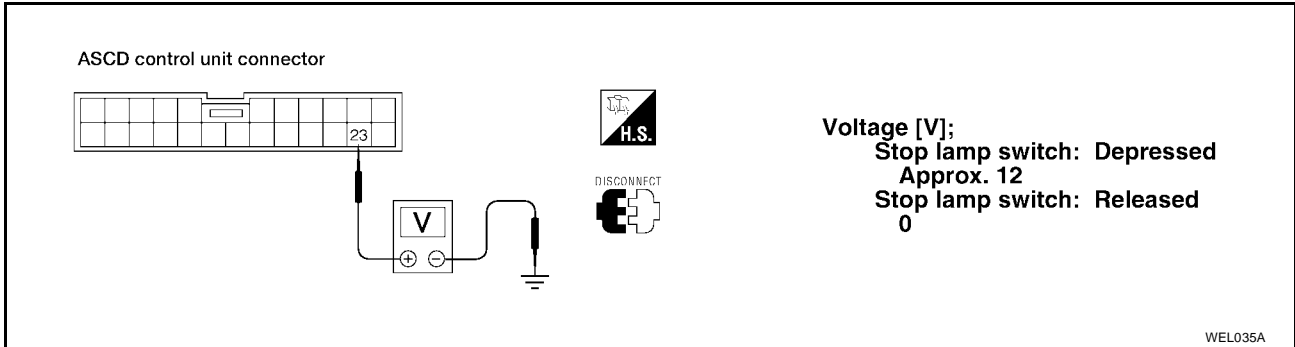 ASCD control unit connector
23
V
H.S.
DISCONNECT
Voltage [V];
Stop lamp switch: Depressed
Approx. 12
Stop lamp switch: Released
0
WEL035A